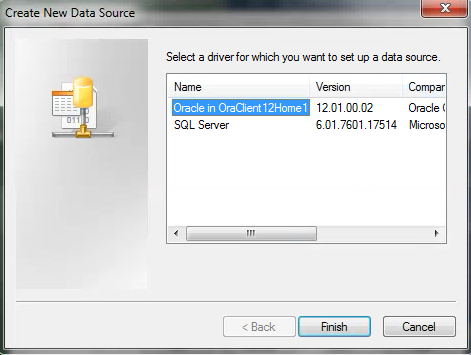 Create New Data Source
Select a driver for which you want to set up a data source.
Name Version Compar
Oracle in OraClient12Home1 12.01.00.02 Oracle C
SQL Server 6.01.7601.17514 Microso
< Back Finish Cancel